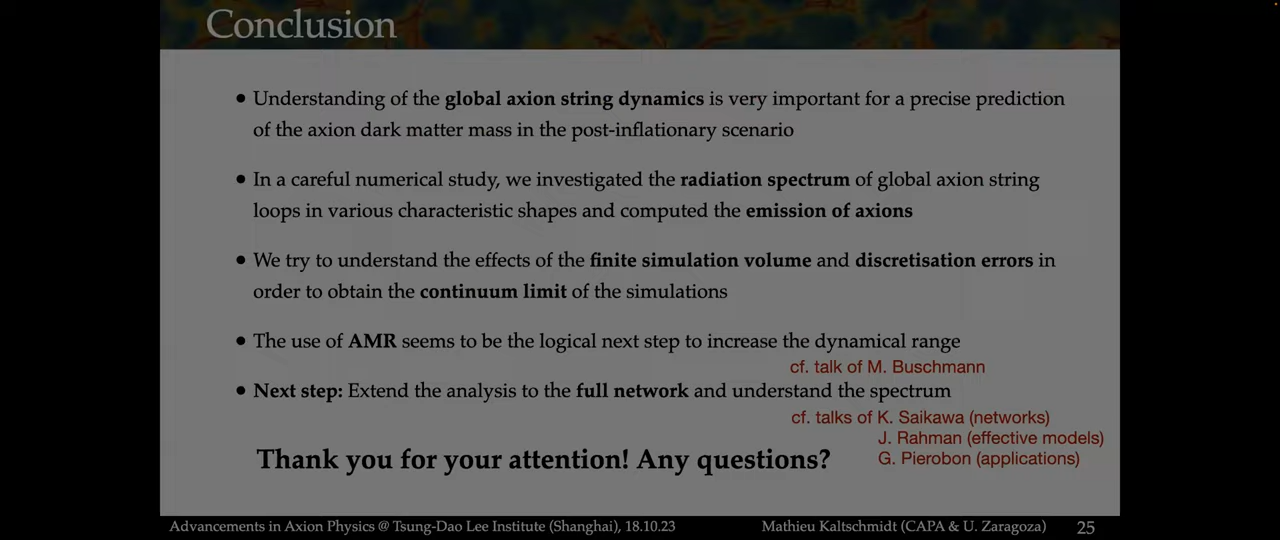 Conclusion
• Understanding of the global axion string dynamics is very important for a precise prediction
of the axion dark matter mass in the post-inflationary scenario
• In a careful numerical study, we investigated the radiation spectrum of global axion string
loops in various characteristic shapes and computed the emission of axions
• We try to understand the effects of the finite simulation volume and discretisation errors in
order to obtain the continuum limit of the simulations
• The use of AMR seems to be the logical next step to increase the dynamical range
cf. talk of M. Buschmann
• Next step: Extend the analysis to the full network and understand the spectrum
cf. talks of K. Saikawa (networks)
J. Rahman (effective models)
G. Pierobon (applications)
Thank you for your attention! Any questions?
Advancements in Axion Physics @ Tsung-Dao Lee Institute (Shanghai), 18.10.23
Mathieu Kaltschmidt (CAPA & U. Zaragoza)
25